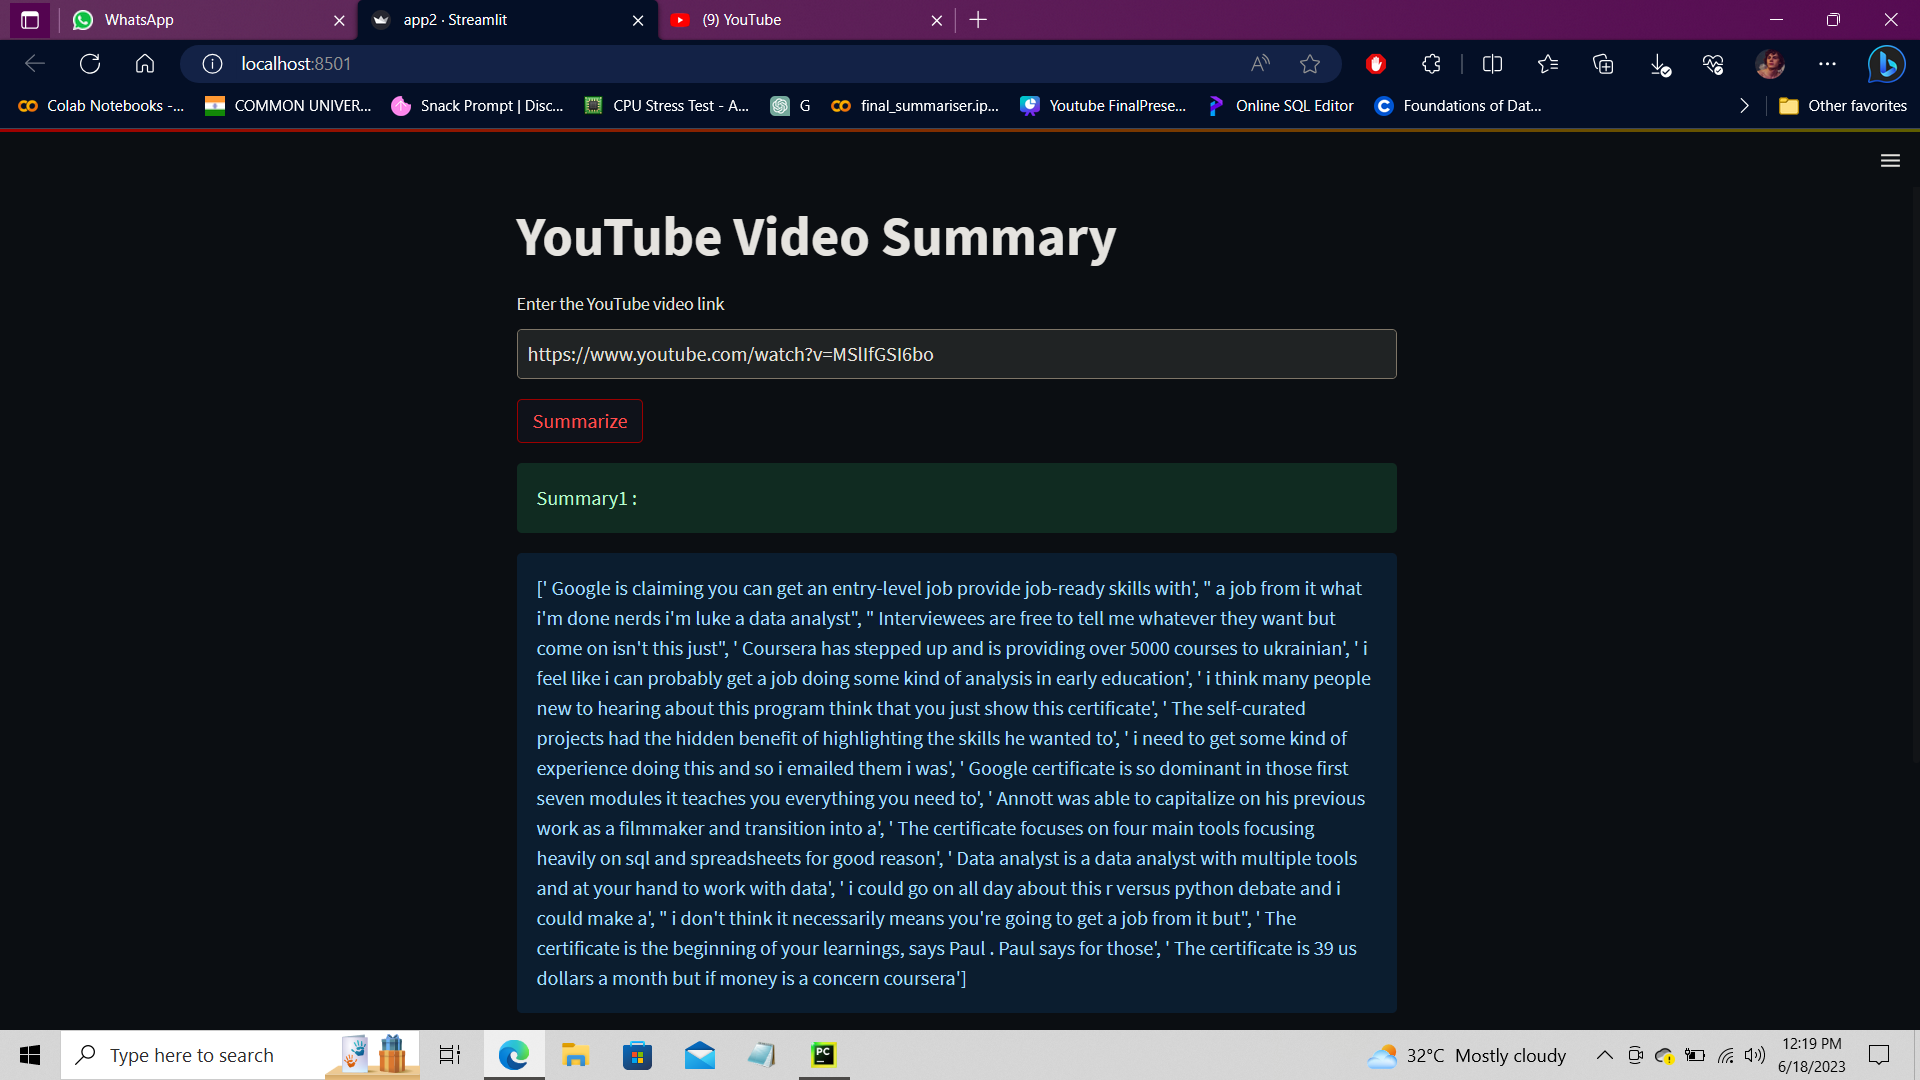 WhatsApp
app2 · Streamlit
(9) YouTube
localhost:8501
Colab Notebooks -...
COMMON UNIVER...
Snack Prompt | Disc...
CPU Stress Test - A...
G
final_summariser.ip...
Youtube FinalPrese...
Online SQL Editor
Foundations of Dat...
Other favorites
YouTube Video Summary
Enter the YouTube video link
https://www.youtube.com/watch?v=MSlIfGSI6bo
Summarize
Summary1 :
[' Google is claiming you can get an entry-level job provide job-ready skills with', " a job from it what
i'm done nerds i'm luke a data analyst", " Interviewees are free to tell me whatever they want but
come on isn't this just", ' Coursera has stepped up and is providing over 5000 courses to ukrainian', ' i
feel like i can probably get a job doing some kind of analysis in early education', ' i think many people
new to hearing about this program think that you just show this certificate', ' The self-curated
projects had the hidden benefit of highlighting the skills he wanted to', ' i need to get some kind of
experience doing this and so i emailed them i was', ' Google certificate is so dominant in those first
seven modules it teaches you everything you need to', ' Annott was able to capitalize on his previous
work as a filmmaker and transition into a', ' The certificate focuses on four main tools focusing
heavily on sql and spreadsheets for good reason', ' Data analyst is a data analyst with multiple tools
and at your hand to work with data', ' i could go on all day about this r versus python debate and i
could make a', " i don't think it necessarily means you're going to get a job from it but", ' The
certificate is the beginning of your learnings, says Paul . Paul says for those', ' The certificate is 39 us
dollars a month but if money is a concern coursera']
Type here to search
PC
32°C Mostly cloudy
12:19 PM
6/18/2023